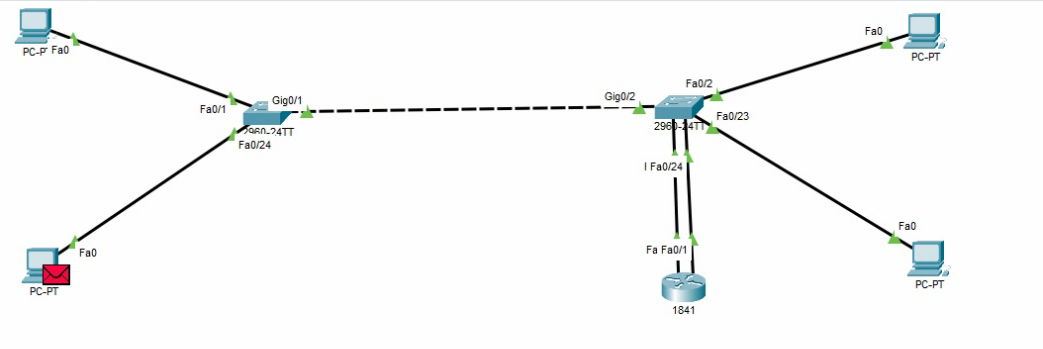 PC-P Fa0
Fa0/1
Gig0/1
2960-24TT
Fa0/24
Fa0
PC-PT
Gig0/2
Fa0/2
2960-24TT
Fa0/23
Fa0
PC-PT
Fa0/24
Fa Fa0/1
1841
Fa0
PC-PT